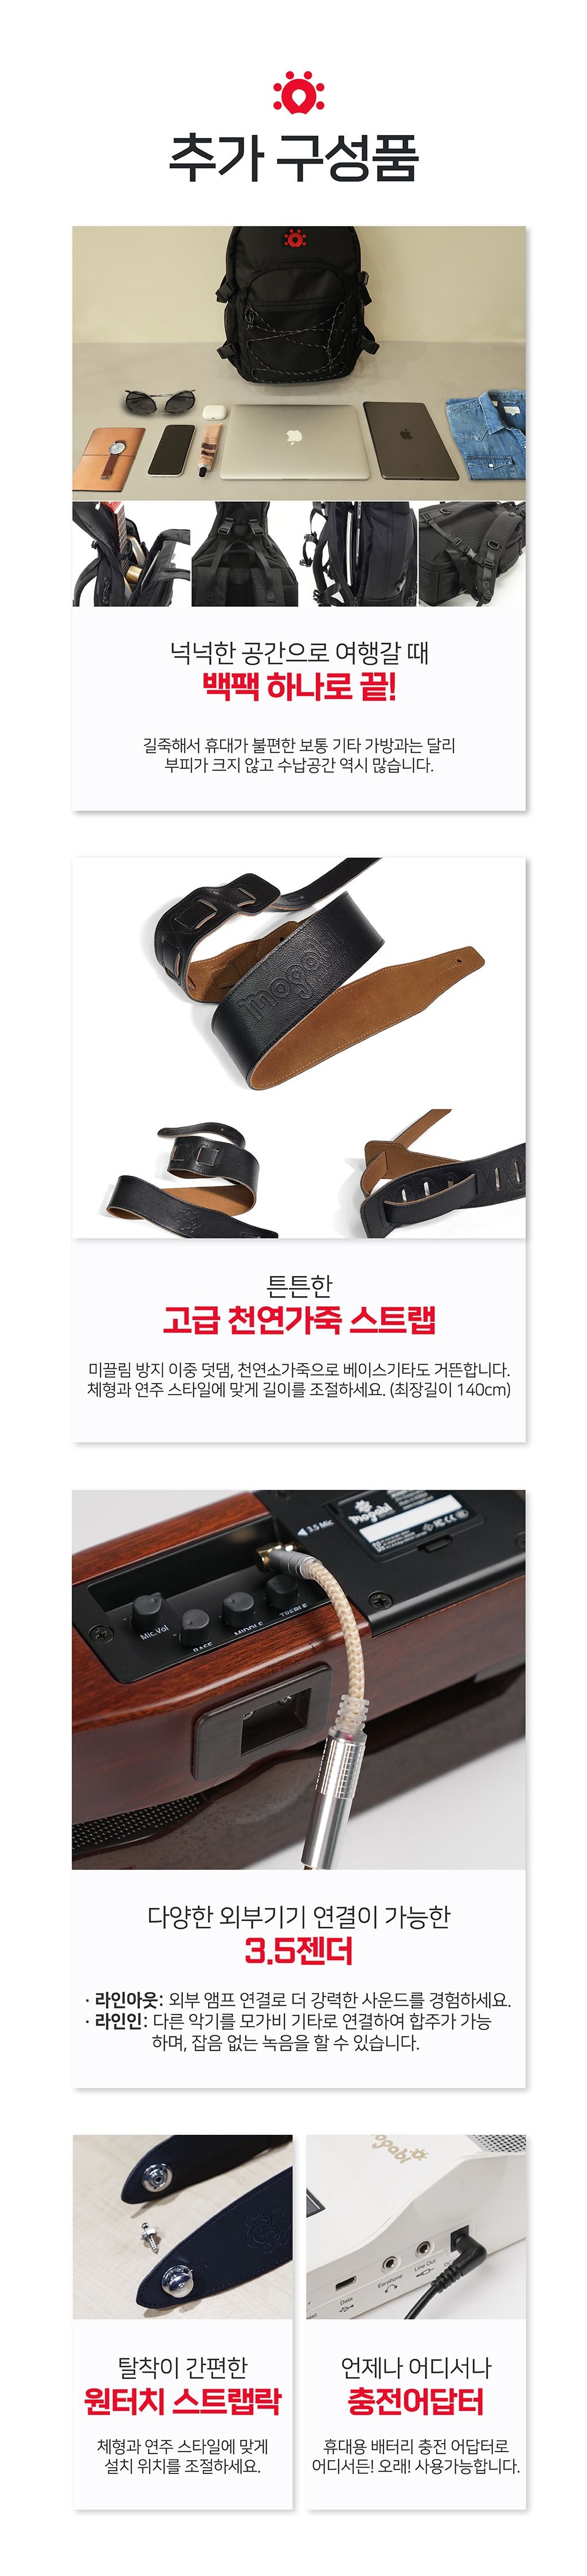 추가 구성품
넉넉한 공간으로 여행갈 때
백팩 하나로 끝!
길죽해서 휴대가 불편한 보통 기타 가방과는 달리
부피가 크지 않고 수납공간 역시 많습니다.
mogabi
튼튼한
고급 천연가죽 스트랩
미끌림 방지 이중 덧댐, 천연소가죽으로 베이스기타도 거뜬합니다.
체형과 연주 스타일에 맞게 길이를 조절하세요. (최장길이 140cm)
mogabi
3.5 Mic
Mic.Vol
BASE
MIDDLE
TREBLE
다양한 외부기기 연결이 가능한
3.5젠더
· 라인아웃: 외부 앰프 연결로 더 강력한 사운드를 경험하세요.
· 라인인: 다른 악기를 모가비 기타로 연결하여 합주가 가능
하며, 잡음 없는 녹음을 할 수 있습니다.
mogabi
Data
Earphone
Line Out
탈착이 간편한
원터치 스트랩락
체형과 연주 스타일에 맞게
설치 위치를 조절하세요.
언제나 어디서나
충전어답터
휴대용 배터리 충전 어답터로
어디서든! 오래! 사용가능합니다.